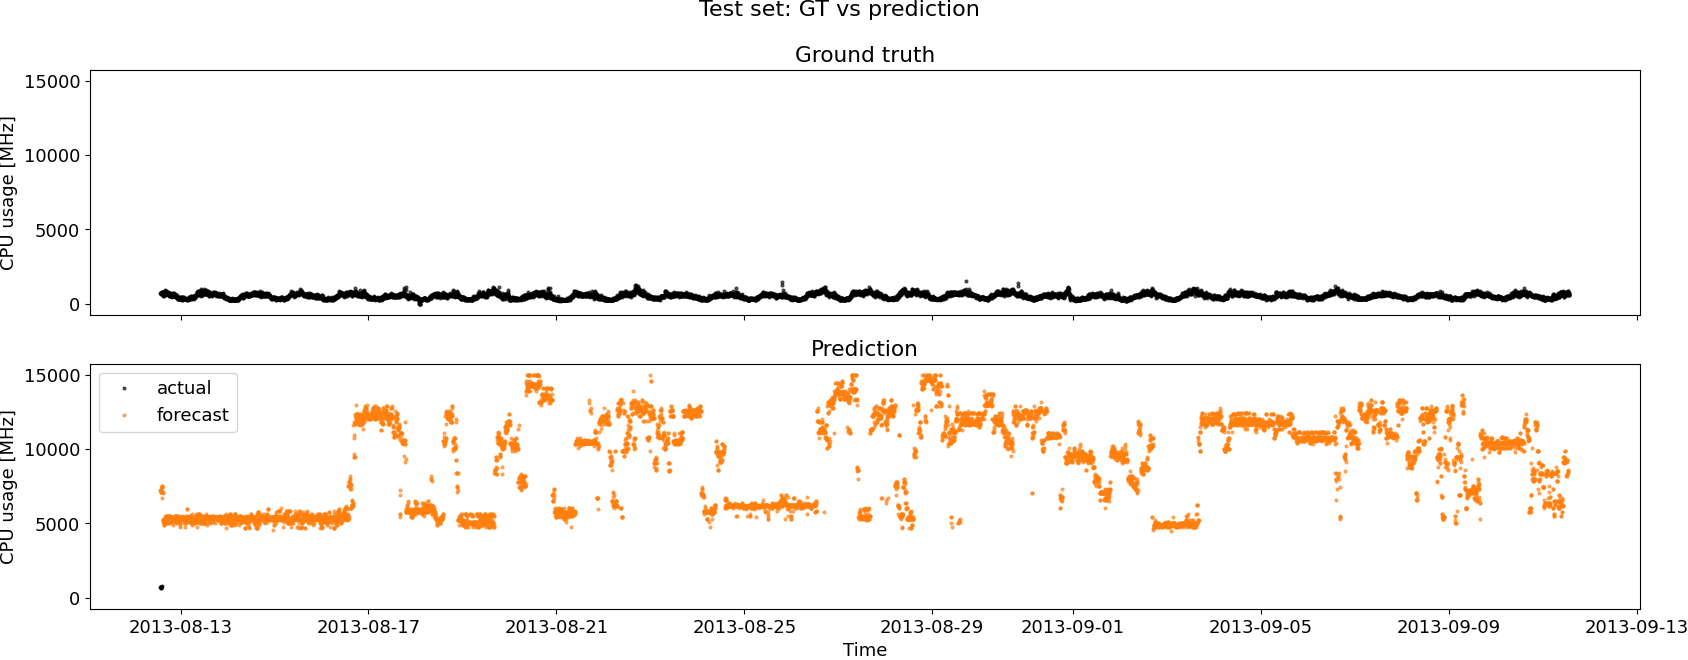 Test set: GT vs prediction
Ground truth
CPU usage [MHz]
15000
10000
5000
0
Prediction
CPU usage [MHz]
15000
10000
5000
0
actual
forecast
2013-08-13 2013-08-17 2013-08-21 2013-08-25 2013-08-29 2013-09-01 2013-09-05 2013-09-09 2013-09-13
Time